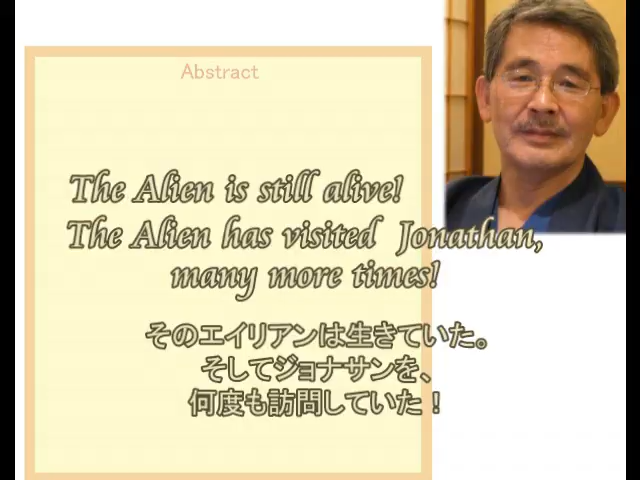 Abstract
The Alien is still alive!
The Alien has visited Jonathan,
many more times!
そのエイリアンは生きていた。
そしてジョナサンを、
何度も訪問していた！